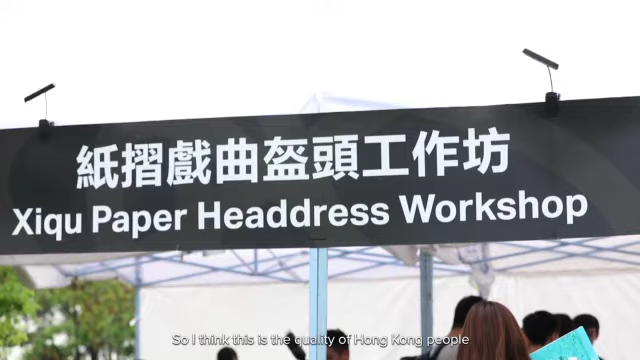 紙摺戲曲盔頭工作坊
Xiqu Paper Headdress Workshop
So I think this is the quality of Hong Kong people